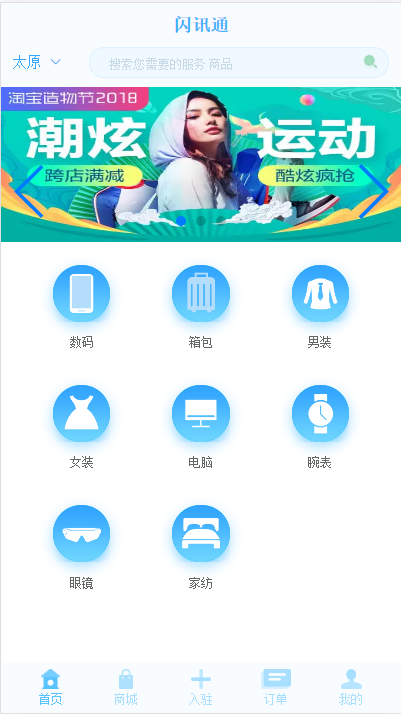 闪讯通
太原
搜索您需要的服务 商品
淘宝造物节2018
潮炫 运动
跨店满减 酷炫疯抢
数码 箱包 男装
女装 电脑 腕表
眼镜 家纺
首页 商城 入驻 订单 我的